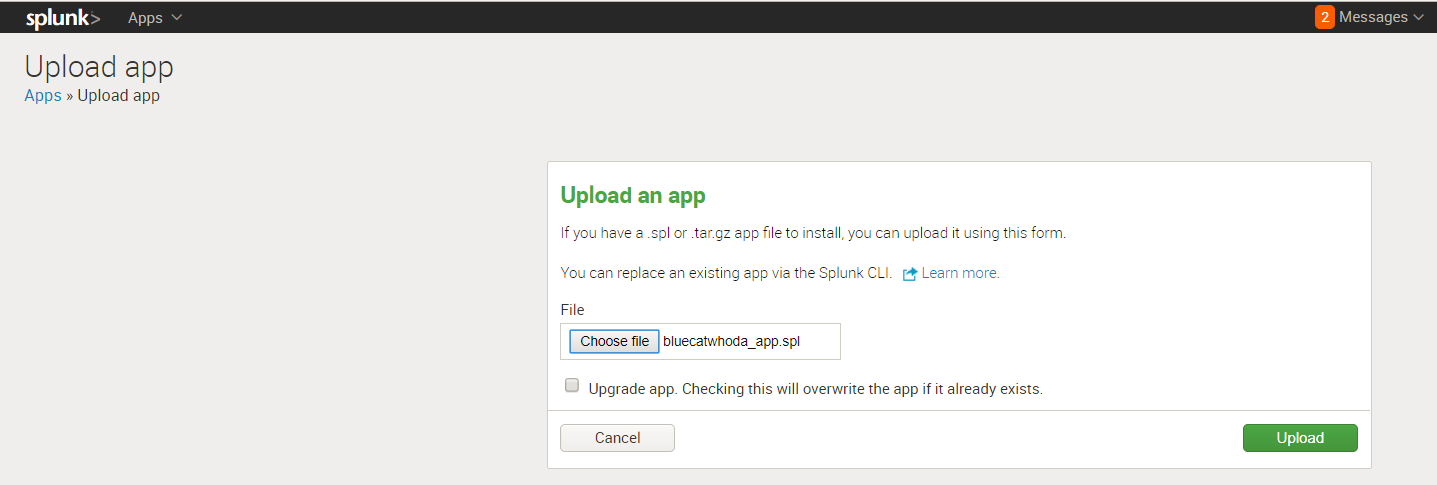 splunk> Apps 2 Messages
Upload app
Apps » Upload app
Upload an app
If you have a .spl or .tar.gz app file to install, you can upload it using this form.
You can replace an existing app via the Splunk CLI. Learn more.
File
Choose file bluecatwhoda_app.spl
Upgrade app. Checking this will overwrite the app if it already exists.
Cancel Upload